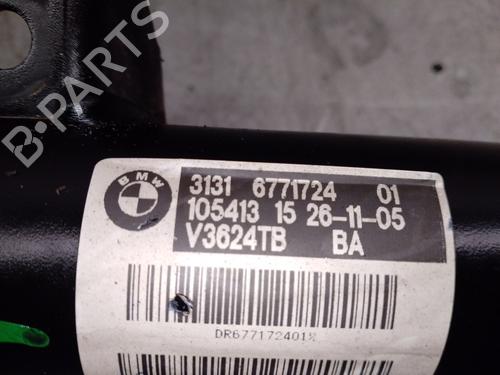 B-PARTS
BMW
3131 6771724 01
105413 15 26-11-05
V3624TB BA
DR677172401%